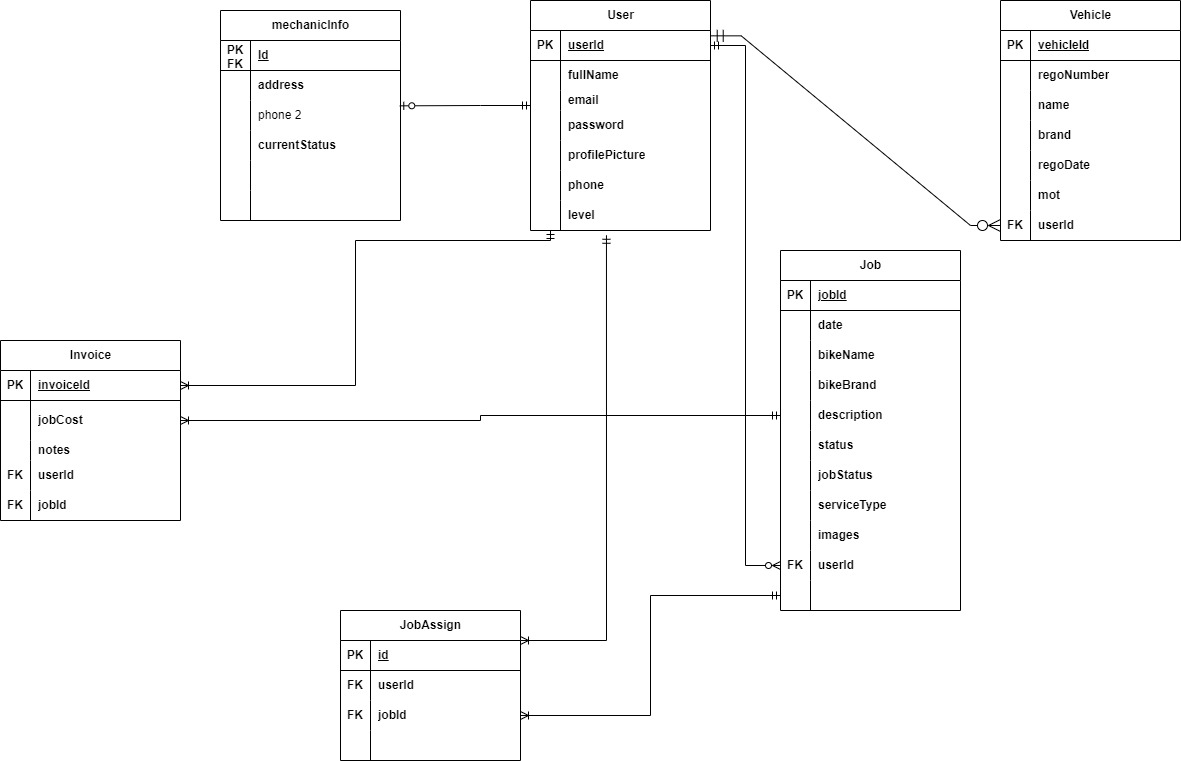 mechanicInfo
PK
FK
Id
address
phone 2
currentStatus
User
PK userId
fullName
email
password
profilePicture
phone
level
Vehicle
PK vehicleId
regoNumber
name
brand
regoDate
mot
FK userId
Job
PK jobId
date
bikeName
bikeBrand
description
status
jobStatus
serviceType
images
FK userId
Invoice
PK invoiceId
jobCost
notes
FK userId
FK jobId
JobAssign
PK id
FK userId
FK jobId